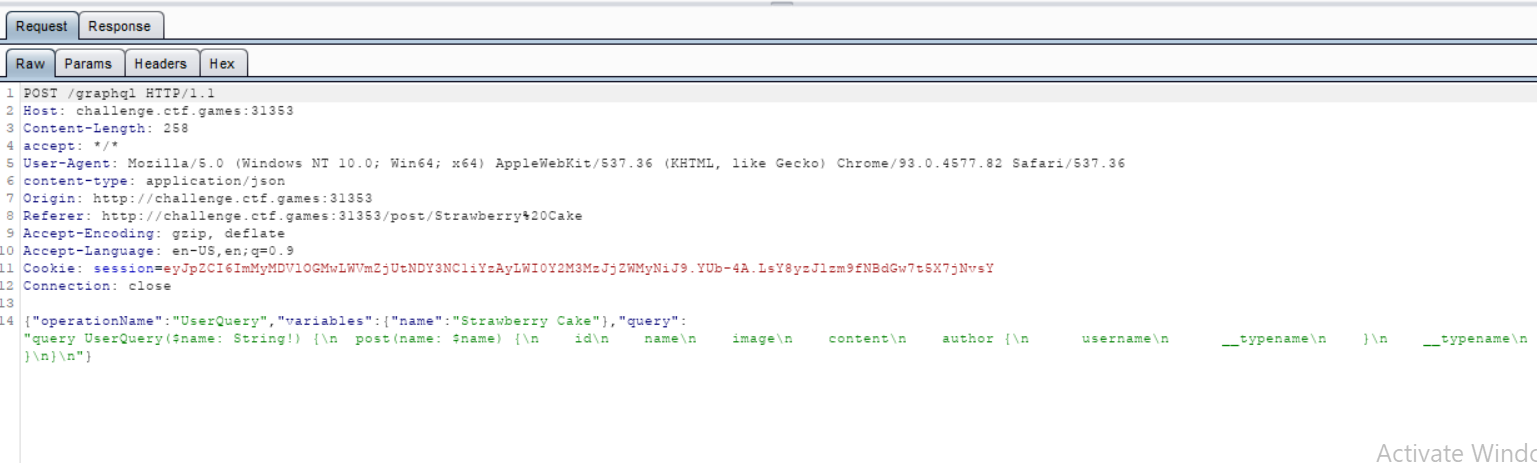 Request Response
Raw Params Headers Hex
1 POST /graphql HTTP/1.1
2 Host: challenge.ctf.games:31353
3 Content-Length: 258
4 accept: */*
5 User-Agent: Mozilla/5.0 (Windows NT 10.0; Win64; x64) AppleWebKit/537.36 (KHTML, like Gecko) Chrome/93.0.4577.82 Safari/537.36
6 content-type: application/json
7 Origin: http://challenge.ctf.games:31353
8 Referer: http://challenge.ctf.games:31353/post/Strawberry%20Cake
9 Accept-Encoding: gzip, deflate
10 Accept-Language: en-US,en;q=0.9
11 Cookie: session=eyJpZCI6ImMyMDVlOGMwLWVmZjUtNDY3NC1iYzAyLWI0Y2M3MzJjZWMyNiJ9.YUb-4A.LsY8yzJlzm9fNBdGw7t5X7jNvsY
12 Connection: close
13
14 {"operationName":"UserQuery","variables":{"name":"Strawberry Cake"},"query":
"query UserQuery($name: String!) {\n  post(name: $name) {\n    id\n    name\n    image\n    content\n    author {\n      username\n      __typename\n    }\n    __typename\n
}\n}\n"}
Activate Windo